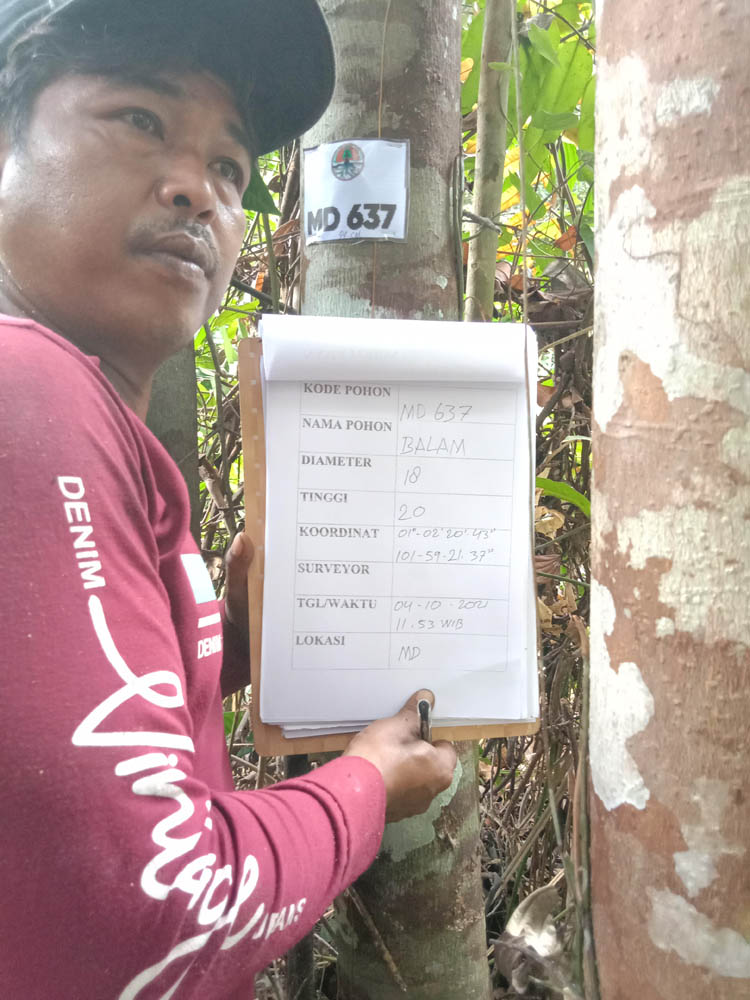 MD 637
KODE POHON MD 637
NAMA POHON BALAM
DIAMETER 18
TINGGI 20
KOORDINAT 01°-02'20'.43"
101-59-21.37"
SURVEYOR
TGL/WAKTU 04-10-2021
11.53 WIB
LOKASI MD
DENIM
DENIM